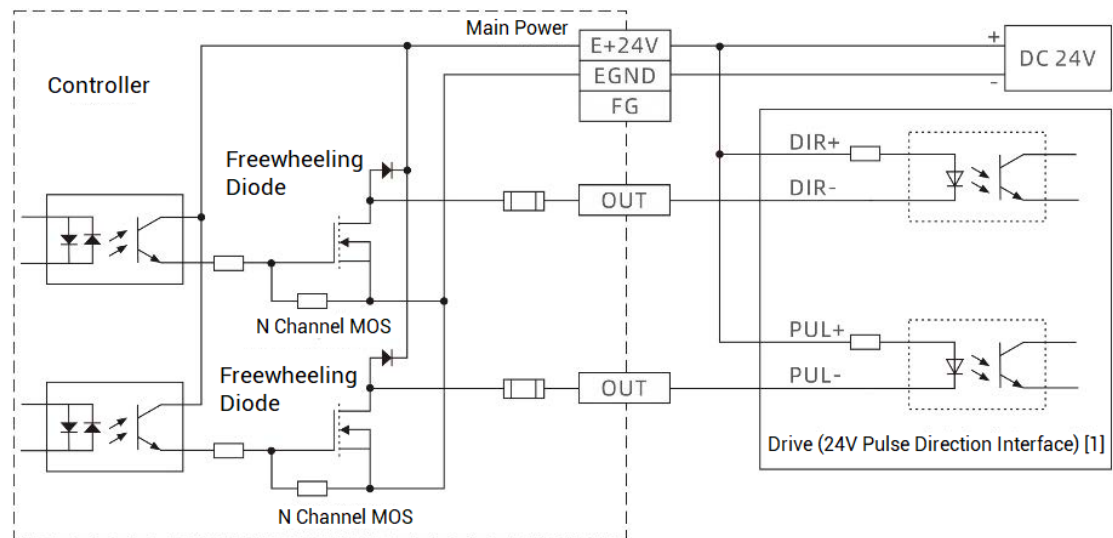 Main Power
E+24V
EGND
FG
+
-
DC 24V
Controller
Freewheeling
Diode
OUT
N Channel MOS
Freewheeling
Diode
OUT
N Channel MOS
DIR+
DIR-
PUL+
PUL-
Drive (24V Pulse Direction Interface) [1]